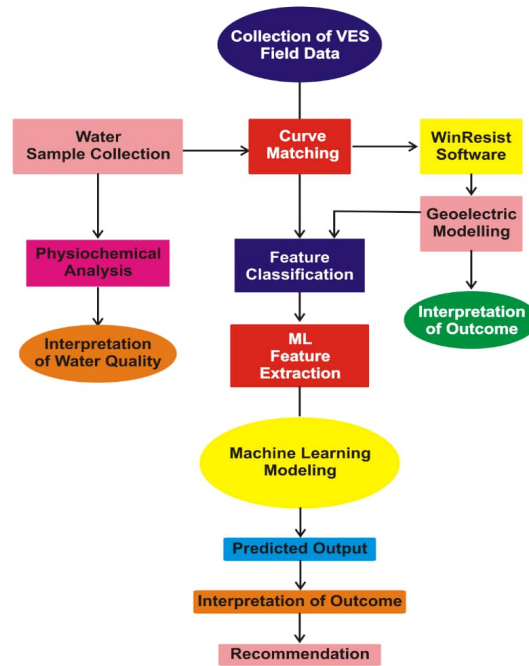 Collection of VES
Field Data
Water
Sample Collection
Curve
Matching
WinResist
Software
Geoelectric
Modelling
Physiochemical
Analysis
Feature
Classification
Interpretation
of Outcome
Interpretation
of Water Quality
ML
Feature
Extraction
Machine Learning
Modeling
Predicted Output
Interpretation of Outcome
Recommendation